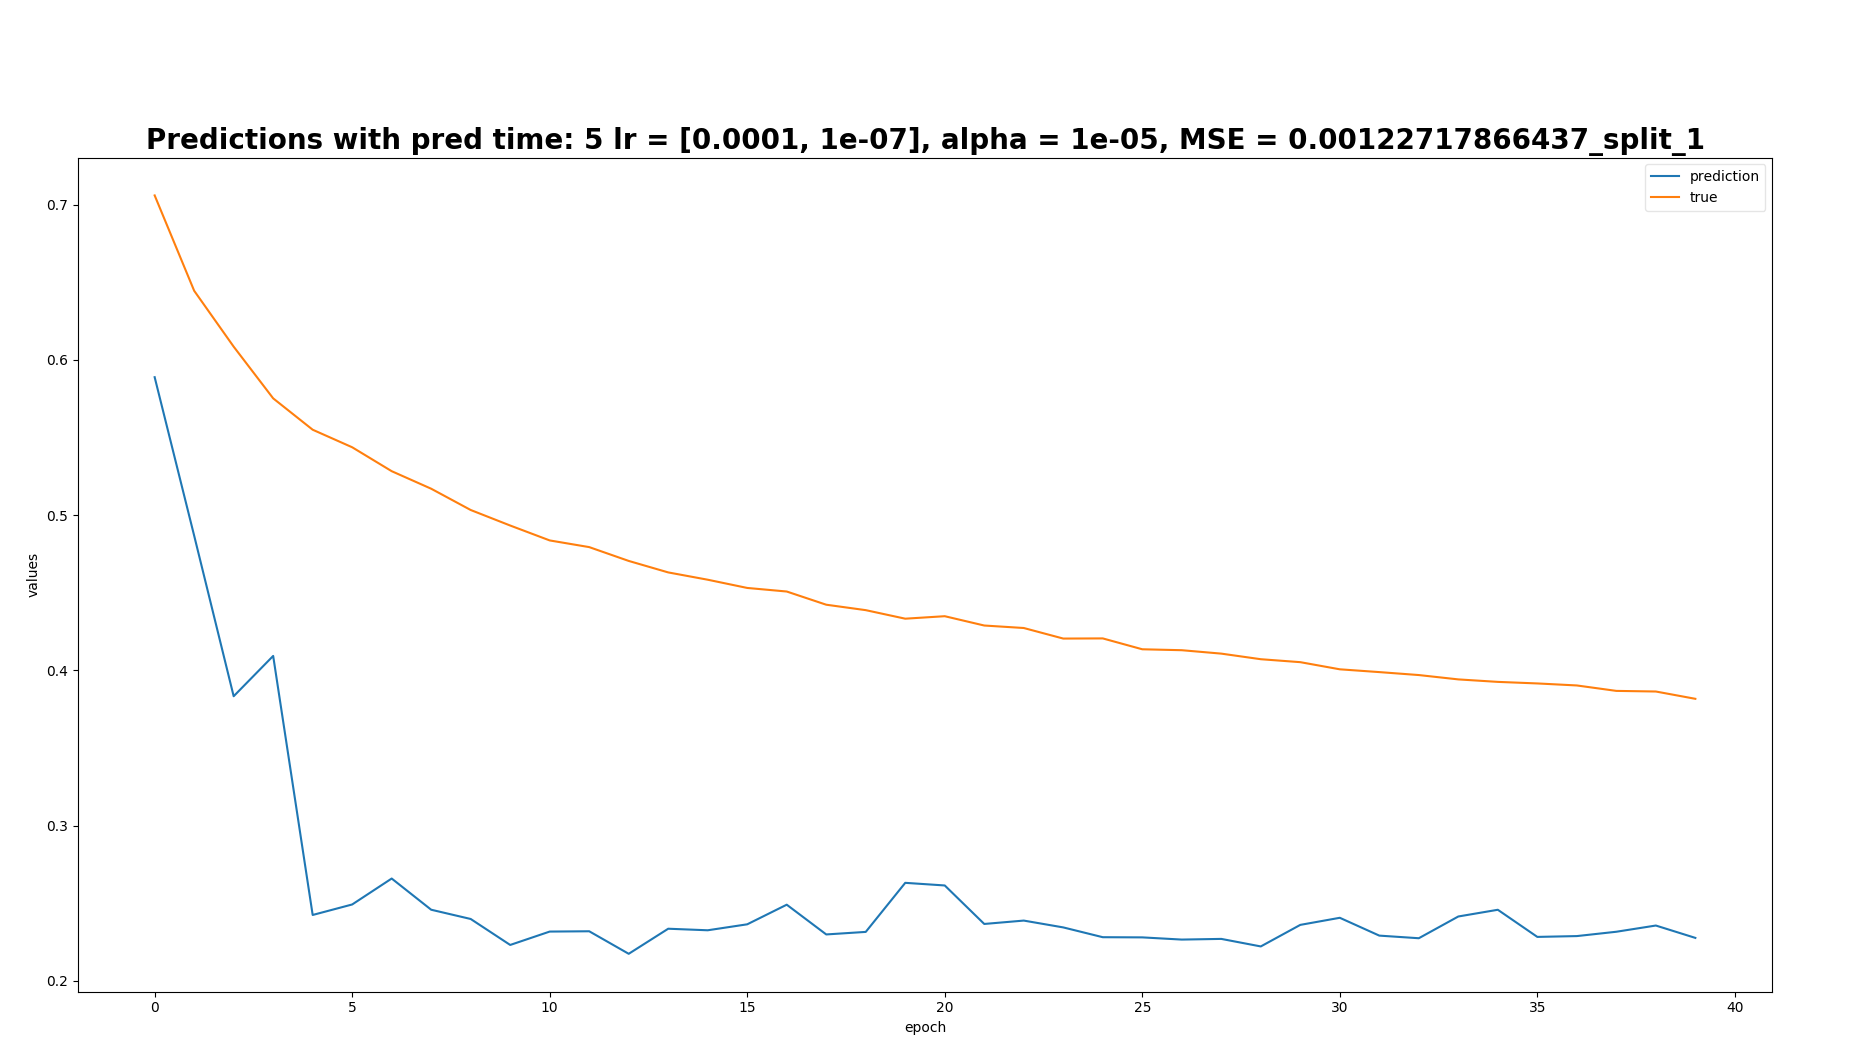 Predictions with pred time: 5 lr = [0.0001, 1e-07], alpha = 1e-05, MSE = 0.00122717866437_split_1
prediction
true
0.7
0.6
0.5
0.4
0.3
0.2
values
0 5 10 15 20 25 30 35 40
epoch